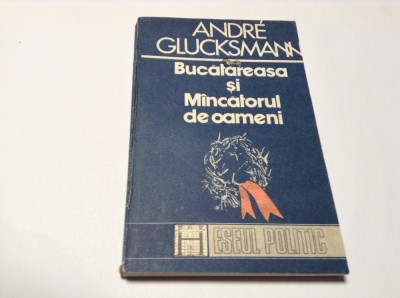 ANDRÉ
GLUCKSMANN
Bucătăreasa
și
Mîncătorul
de oameni
ESEUL POLITIC